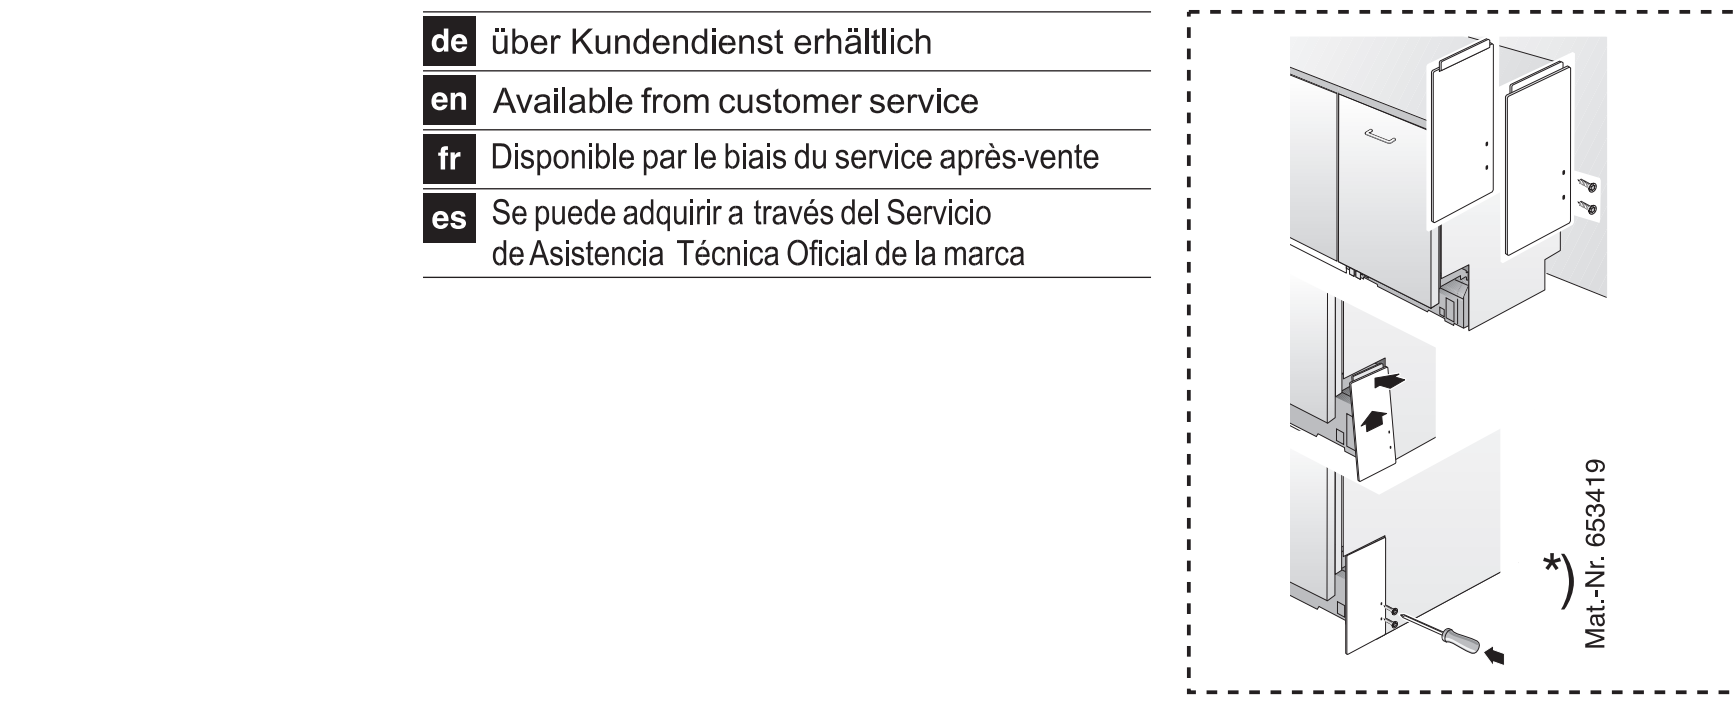 de über Kundendienst erhältlich
en Available from customer service
fr Disponible par le biais du service après-vente
es Se puede adquirir a través del Servicio
de Asistencia Técnica Oficial de la marca
*)
Mat.-Nr. 653419